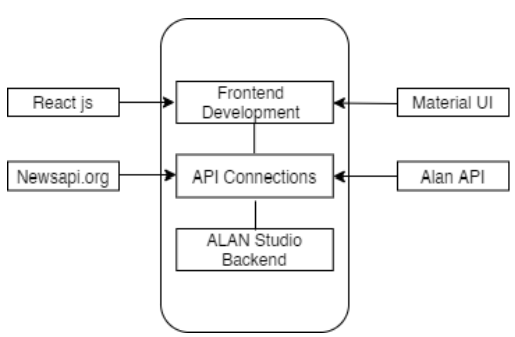 Frontend
Development
React js
Material UI
Newsapi.org
API Connections
Alan API
ALAN Studio
Backend